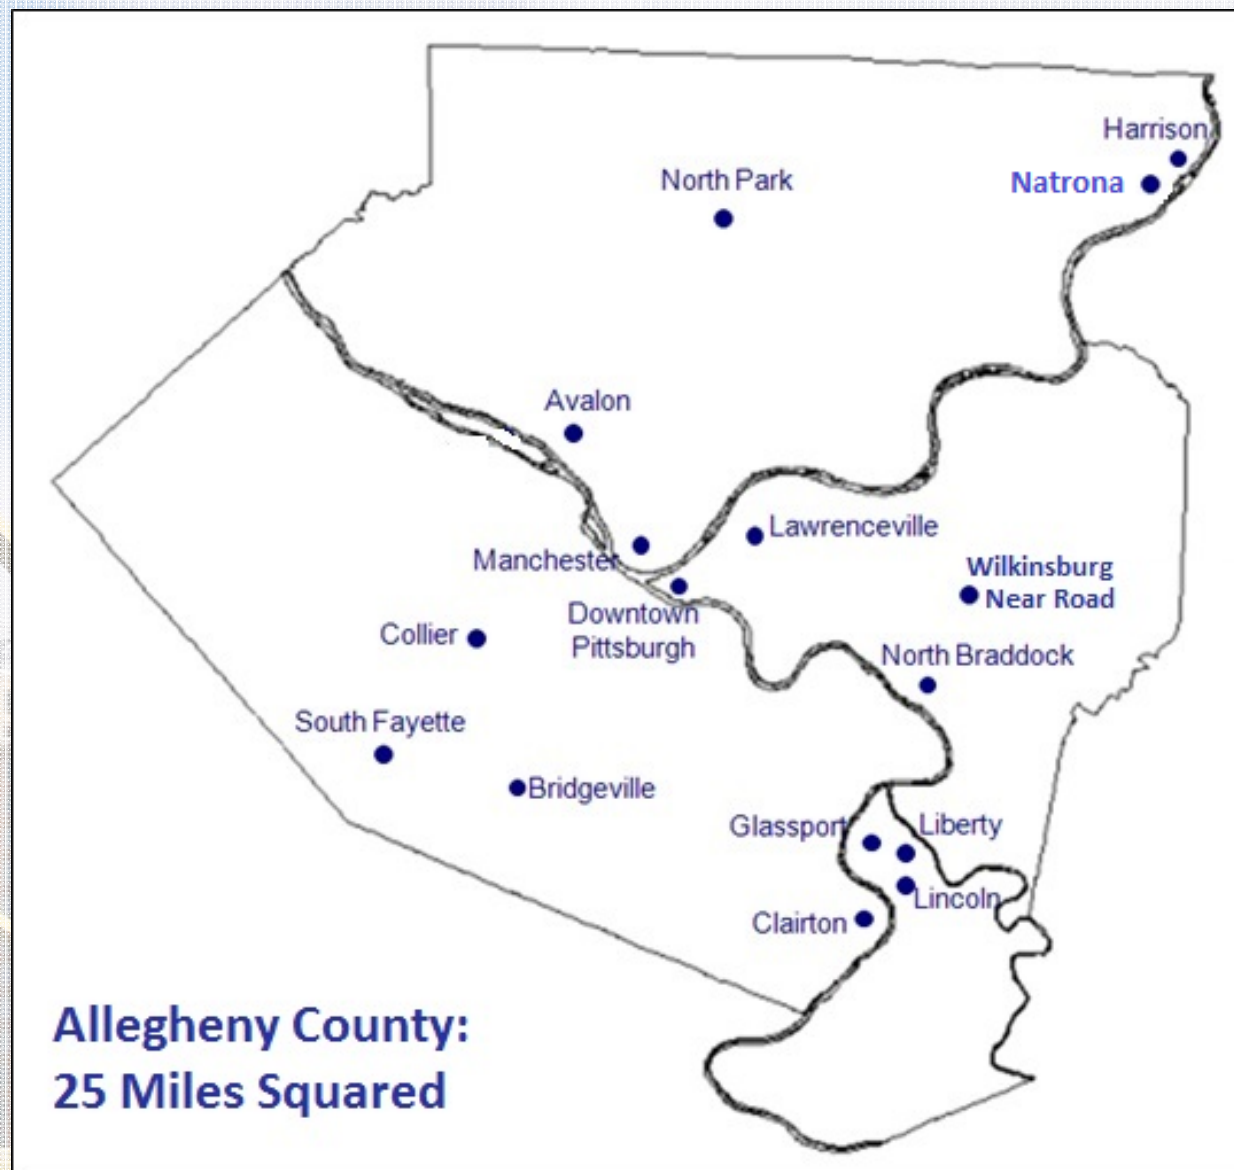 Harrison
North Park
Natrona
Avalon
Lawrenceville
Manchester
Wilkinsburg
Near Road
Downtown
Pittsburgh
Collier
North Braddock
South Fayette
Bridgeville
Glassport
Liberty
Lincoln
Clairton
Allegheny County:
25 Miles Squared